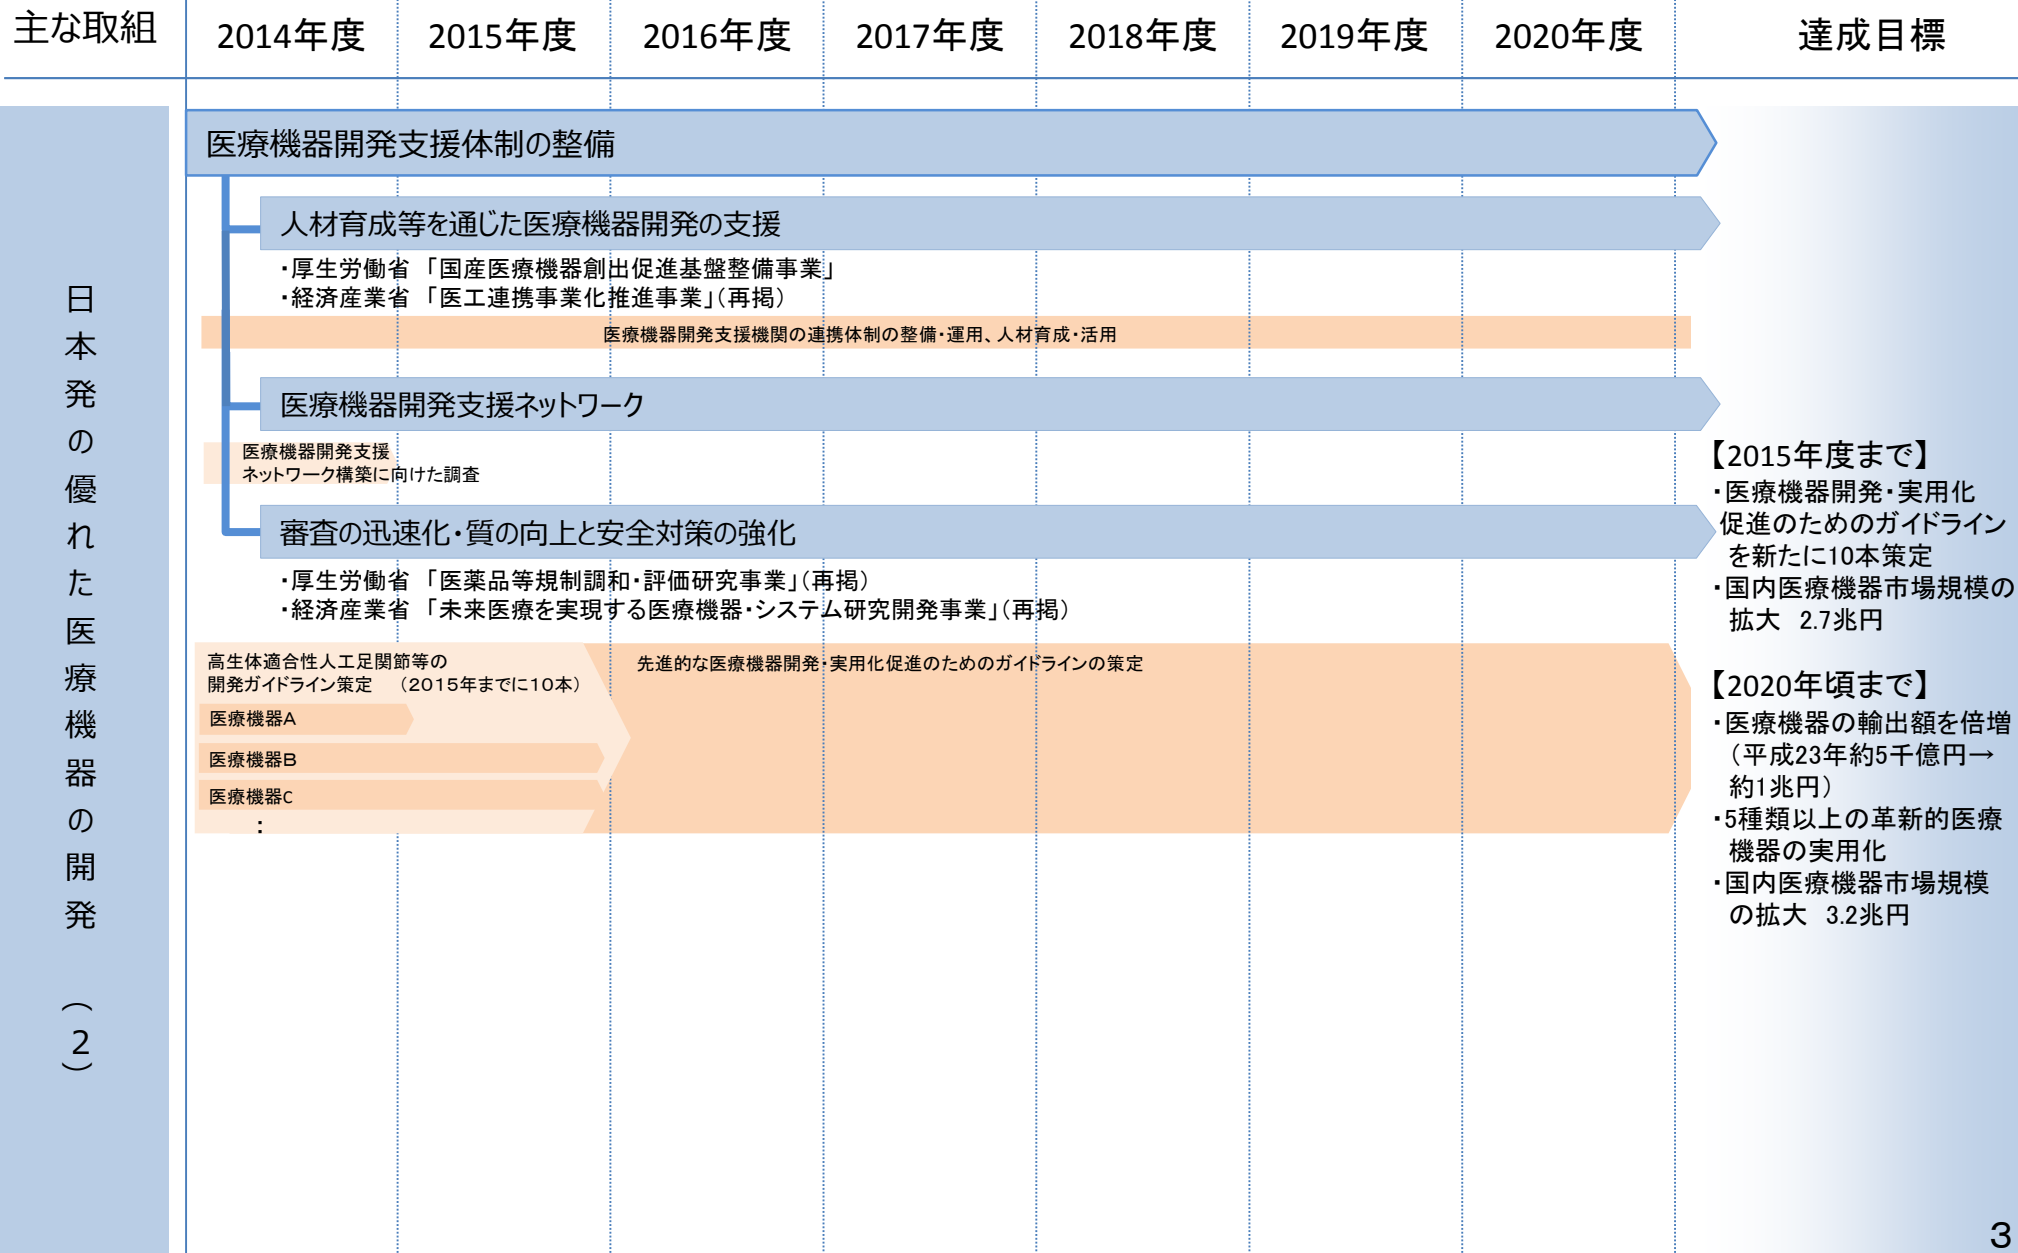 主な取組
2014年度
2015年度
2016年度
2017年度
2018年度
2019年度
2020年度
達成目標
日本発の優れた医療機器の開発 （2）
医療機器開発支援体制の整備
人材育成等を通じた医療機器開発の支援
・厚生労働省 「国産医療機器創出促進基盤整備事業」
・経済産業省 「医工連携事業化推進事業」（再掲）
医療機器開発支援機関の連携体制の整備・運用、人材育成・活用
医療機器開発支援ネットワーク
医療機器開発支援
ネットワーク構築に向けた調査
審査の迅速化・質の向上と安全対策の強化
・厚生労働省 「医薬品等規制調和・評価研究事業」（再掲）
・経済産業省 「未来医療を実現する医療機器・システム研究開発事業」（再掲）
高生体適合性人工足関節等の
開発ガイドライン策定 （２０１５年までに１０本）
医療機器A
医療機器B
医療機器C
：
先進的な医療機器開発・実用化促進のためのガイドラインの策定
【2015年度まで】
・医療機器開発・実用化
促進のためのガイドライン
を新たに10本策定
・国内医療機器市場規模の
拡大 2.7兆円
【2020年頃まで】
・医療機器の輸出額を倍増
（平成23年約5千億円→
約1兆円）
・5種類以上の革新的医療
機器の実用化
・国内医療機器市場規模
の拡大 3.2兆円
3